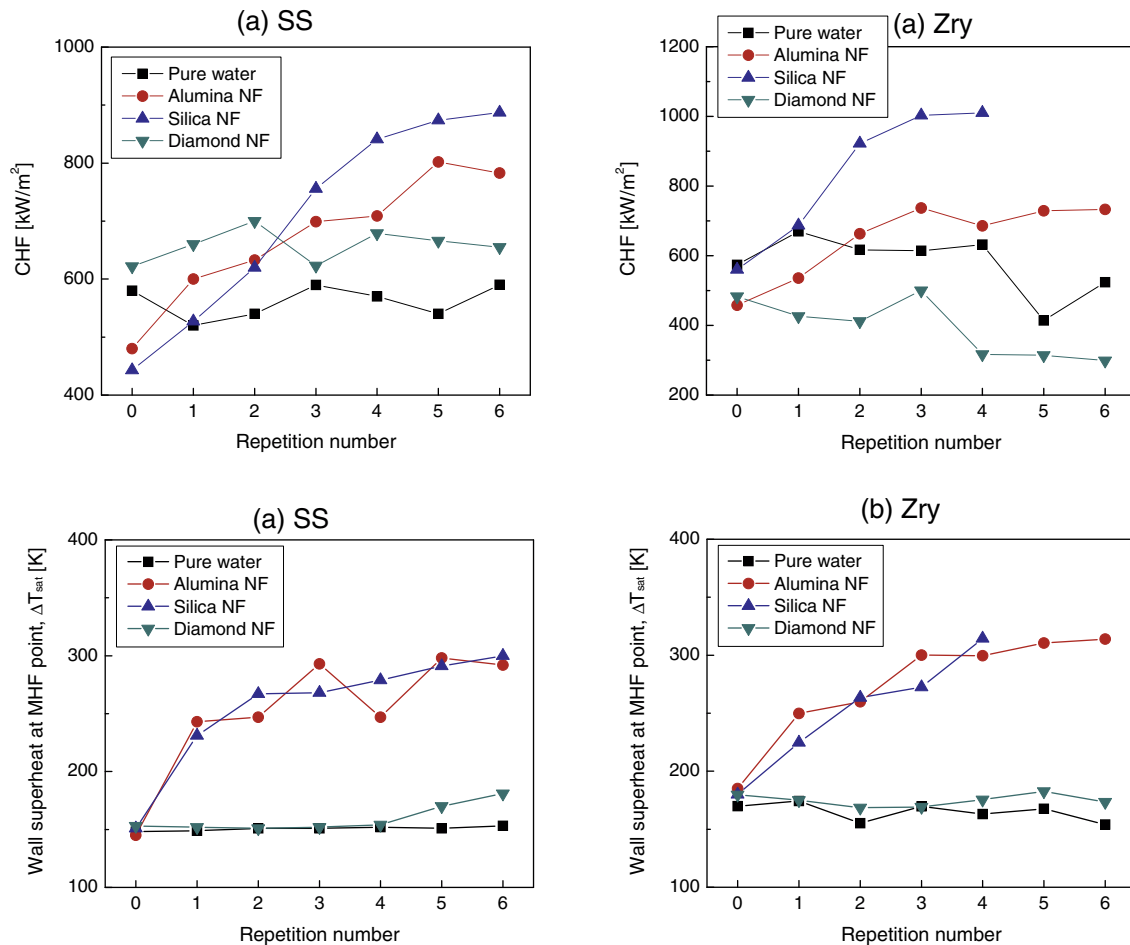 (a) SS
1000
800
600
400
CHF [kW/m²]
Pure water
Alumina NF
Silica NF
Diamond NF
0 1 2 3 4 5 6
Repetition number
(a) Zry
1200
1000
800
600
400
200
CHF [kW/m²]
Pure water
Alumina NF
Silica NF
Diamond NF
0 1 2 3 4 5 6
Repetition number
(a) SS
400
300
200
100
Wall superheat at MHF point, ΔTsat [K]
Pure water
Alumina NF
Silica NF
Diamond NF
0 1 2 3 4 5 6
Repetition number
(b) Zry
400
300
200
100
Wall superheat at MHF point, ΔTsat [K]
Pure water
Alumina NF
Silica NF
Diamond NF
0 1 2 3 4 5 6
Repetition number